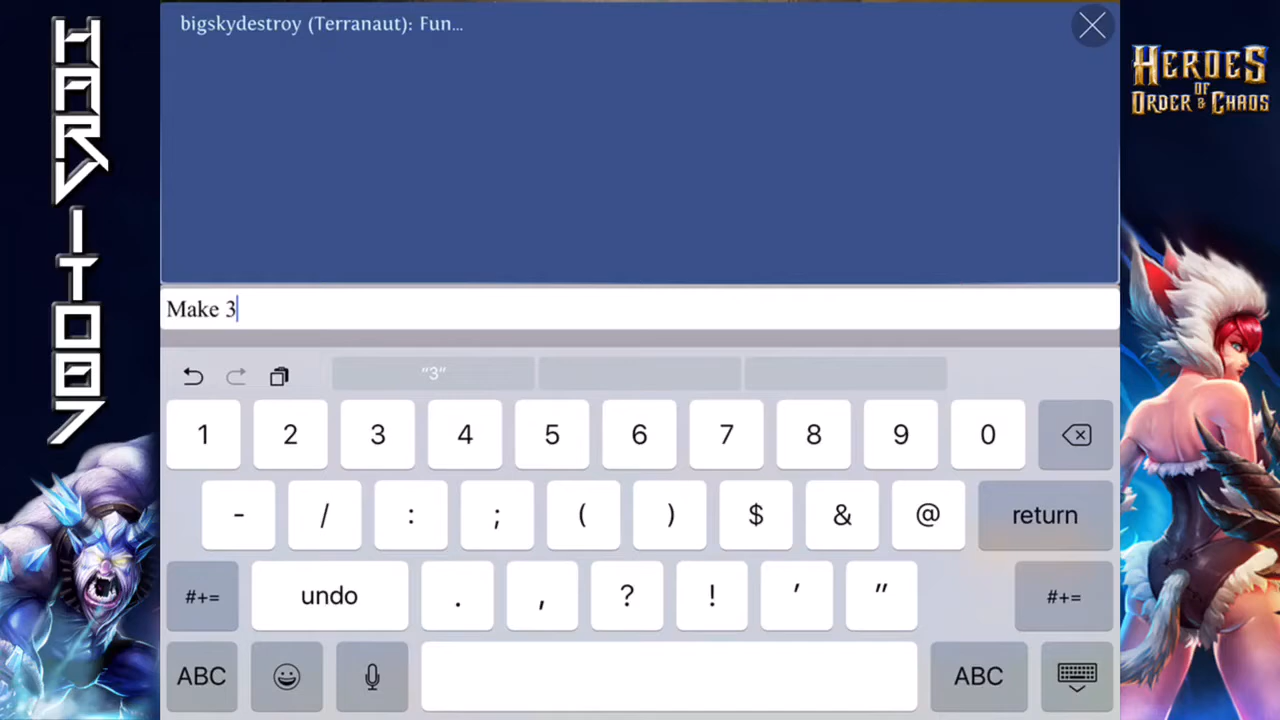 bigskydestroy (Terranaut): Fun...
HARVIT087
HEROES
OF
ORDER & CHAOS
Make 3
"3"
1 2 3 4 5 6 7 8 9 0
- / : ; ( ) $ & @ return
#+= undo . , ? ! ' " #+=
ABC ABC